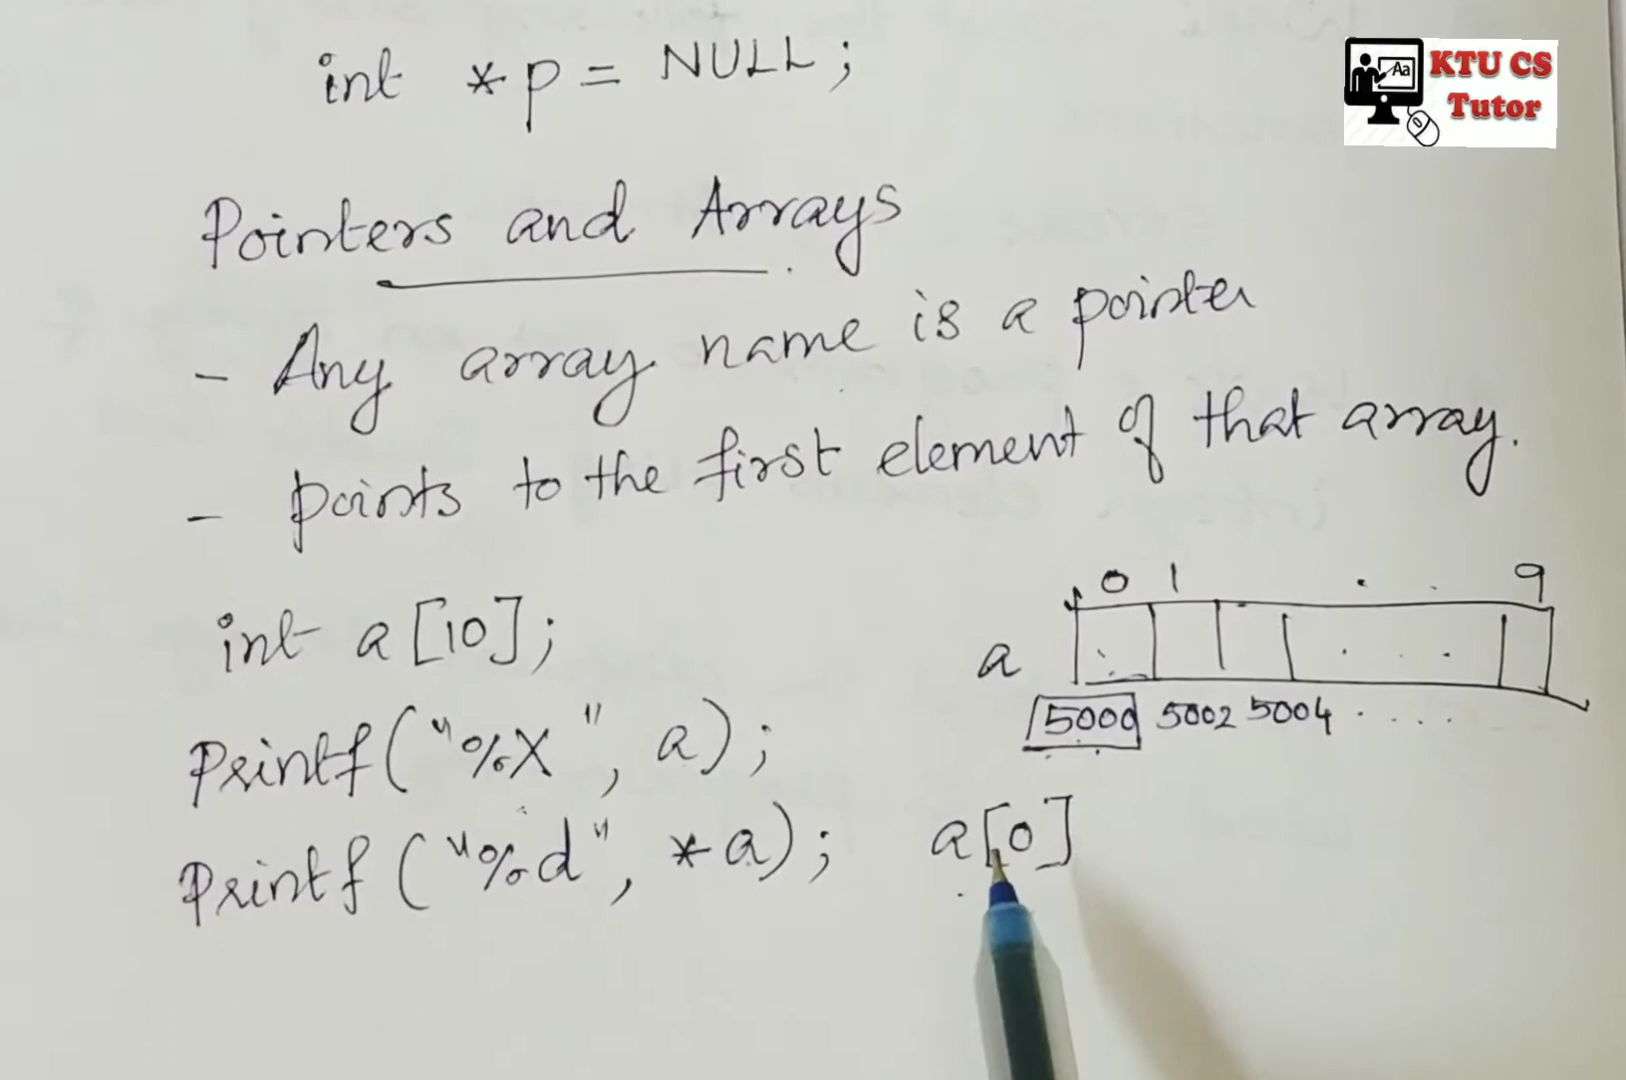 int *p = NULL;
KTU CS
Tutor
Aa
Pointers and Arrays
- Any array name is a pointer
- points to the first element of that array.
int a[10];
0 1 . . 9
a
5000 5002 5004 . . . .
Printf("%X", a);
Printf("%d", *a); a[0]